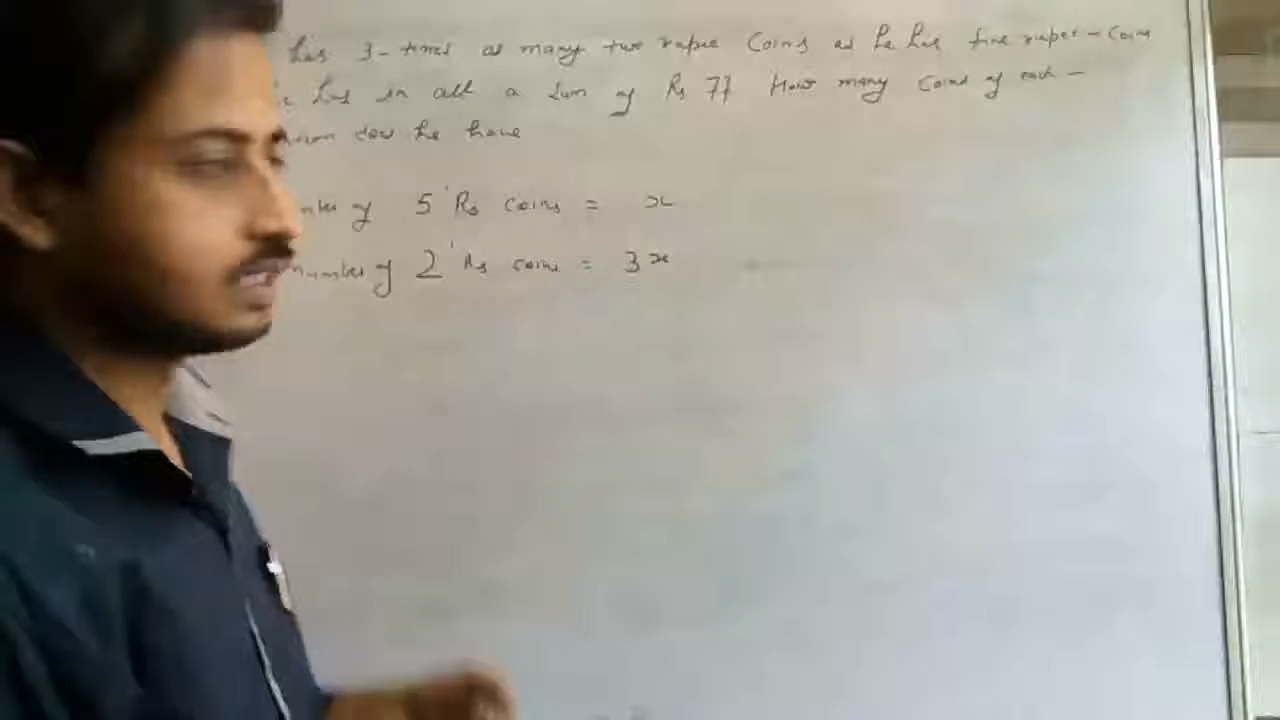 has 3-times as many two rupee Coins as he has five rupee-Coins
he has in all a sum of Rs 77 How many Coins of each-
does he have
number of 5 Rs coins = x
number of 2 Rs coins = 3x